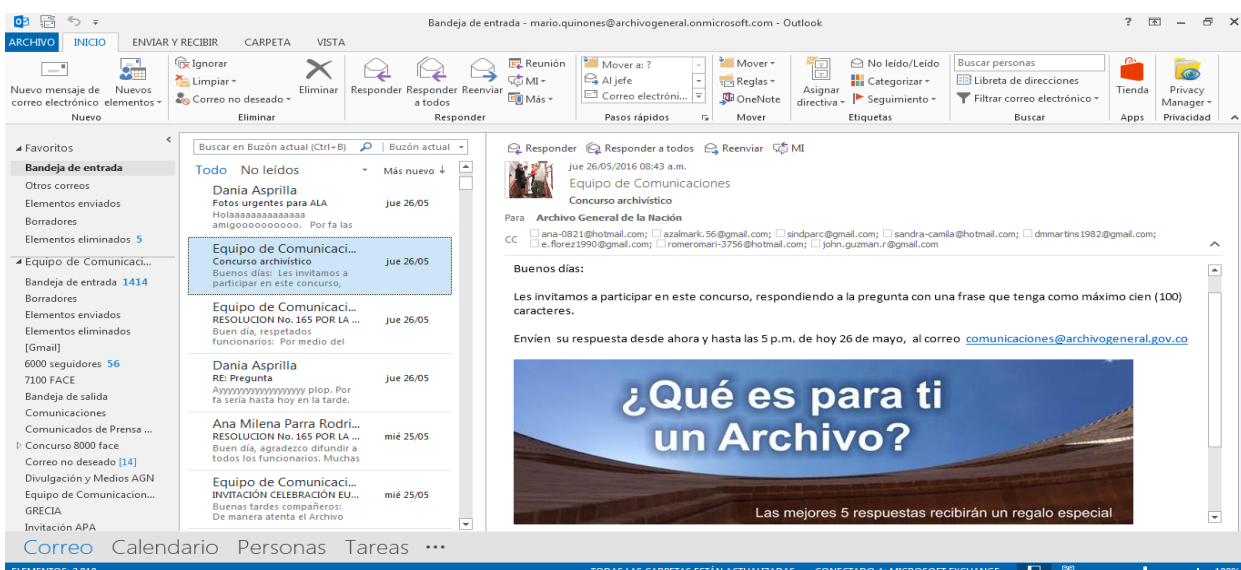 Bandeja de entrada - mario.quinones@archivogeneral.onmicrosoft.com - Outlook
ARCHIVO INICIO ENVIAR Y RECIBIR CARPETA VISTA
Nuevo mensaje de correo electrónico
Nuevos elementos
Nuevo
Ignorar
Limpiar
Correo no deseado
Eliminar
Eliminar
Responder
Responder a todos
Reenviar
Reunión
MI
Más
Responder
Mover a: ?
Al jefe
Correo electróni...
Pasos rápidos
Mover
Reglas
OneNote
Mover
Asignar directiva
No leído/Leído
Categorizar
Seguimiento
Etiquetas
Buscar personas
Libreta de direcciones
Filtrar correo electrónico
Buscar
Tienda
Apps
Privacy Manager
Privacidad
Favoritos
Bandeja de entrada
Otros correos
Elementos enviados
Borradores
Elementos eliminados 5
Equipo de Comunicaci...
Bandeja de entrada 1414
Borradores
Elementos enviados
Elementos eliminados
[Gmail]
6000 seguidores 56
7100 FACE
Bandeja de salida
Comunicaciones
Comunicados de Prensa ...
Concurso 8000 face
Correo no deseado [14]
Divulgación y Medios AGN
Equipo de Comunicacion...
GRECIA
Invitación APA
Buscar en Buzón actual (Ctrl+B) Buzón actual
Todo No leídos Más nuevo ↓
Dania Asprilla
Fotos urgentes para ALA jue 26/05
Holaaaaaaaaaaaaa
amigoooooooooo. Por fa las
Equipo de Comunicaci...
Concurso archivístico jue 26/05
Buenos días: Les invitamos a
participar en este concurso,
Equipo de Comunicaci...
RESOLUCION No. 165 POR LA ... jue 26/05
Buen día, respetados
funcionarios: Por medio del
Dania Asprilla
RE: Pregunta jue 26/05
Ayyyyyyyyyyyyyyyyyy plop. Por
fa sería hasta hoy en la tarde.
Ana Milena Parra Rodri...
RESOLUCION No. 165 POR LA ... mié 25/05
Buen día, agradezco difundir a
todos los funcionarios. Muchas
Equipo de Comunicaci...
INVITACIÓN CELEBRACIÓN EU... mié 25/05
Buenas tardes compañeros:
De manera atenta el Archivo
Responder Responder a todos Reenviar MI
jue 26/05/2016 08:43 a.m.
Equipo de Comunicaciones
Concurso archivístico
Para Archivo General de la Nación
CC ana-0821@hotmail.com; azalmark.56@gmail.com; sindparc@gmail.com; sandra-camila@hotmail.com; dmmartins1982@gmail.com;
e.florez1990@gmail.com; romeromari-3756@hotmail.com; john.guzman.r@gmail.com
Buenos días:
Les invitamos a participar en este concurso, respondiendo a la pregunta con una frase que tenga como máximo cien (100)
caracteres.
Envíen su respuesta desde ahora y hasta las 5 p.m. de hoy 26 de mayo, al correo comunicaciones@archivogeneral.gov.co
¿Qué es para ti
un Archivo?
Las mejores 5 respuestas recibirán un regalo especial
Correo Calendario Personas Tareas ...
TODAS LAS CARPETAS ESTÁN ACTUALIZADAS. CONECTADO A: MICROSOFT EXCHANGE